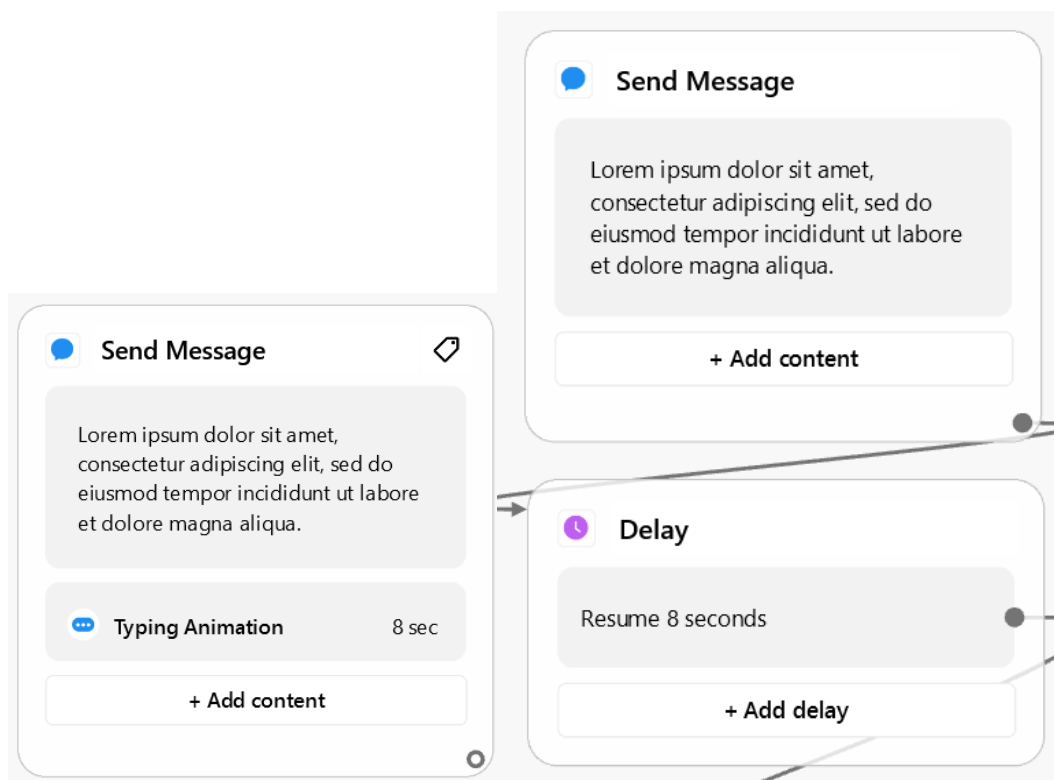 Send Message
Lorem ipsum dolor sit amet,
consectetur adipiscing elit, sed do
eiusmod tempor incididunt ut labore
et dolore magna aliqua.
Typing Animation 8 sec
+ Add content
Send Message
Lorem ipsum dolor sit amet,
consectetur adipiscing elit, sed do
eiusmod tempor incididunt ut labore
et dolore magna aliqua.
+ Add content
Delay
Resume 8 seconds
+ Add delay